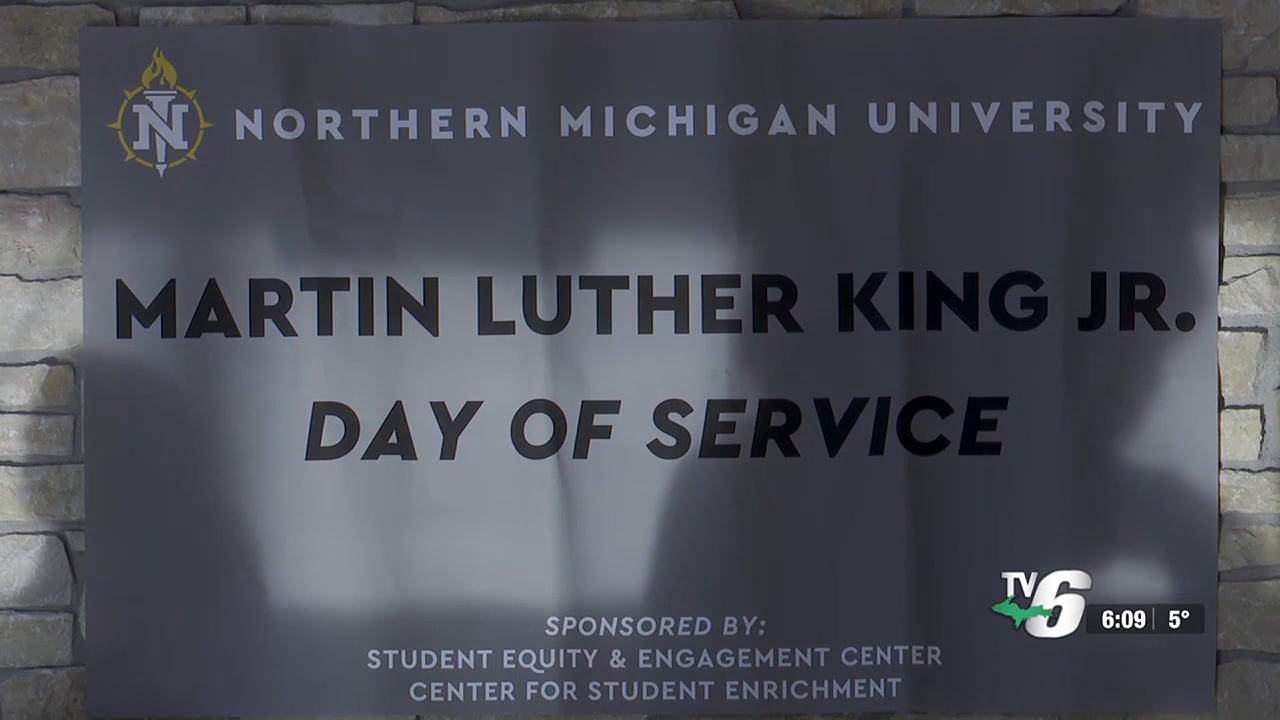 N
NORTHERN MICHIGAN UNIVERSITY
MARTIN LUTHER KING JR.
DAY OF SERVICE
SPONSORED BY:
STUDENT EQUITY & ENGAGEMENT CENTER
CENTER FOR STUDENT ENRICHMENT
TV6
6:09 5°